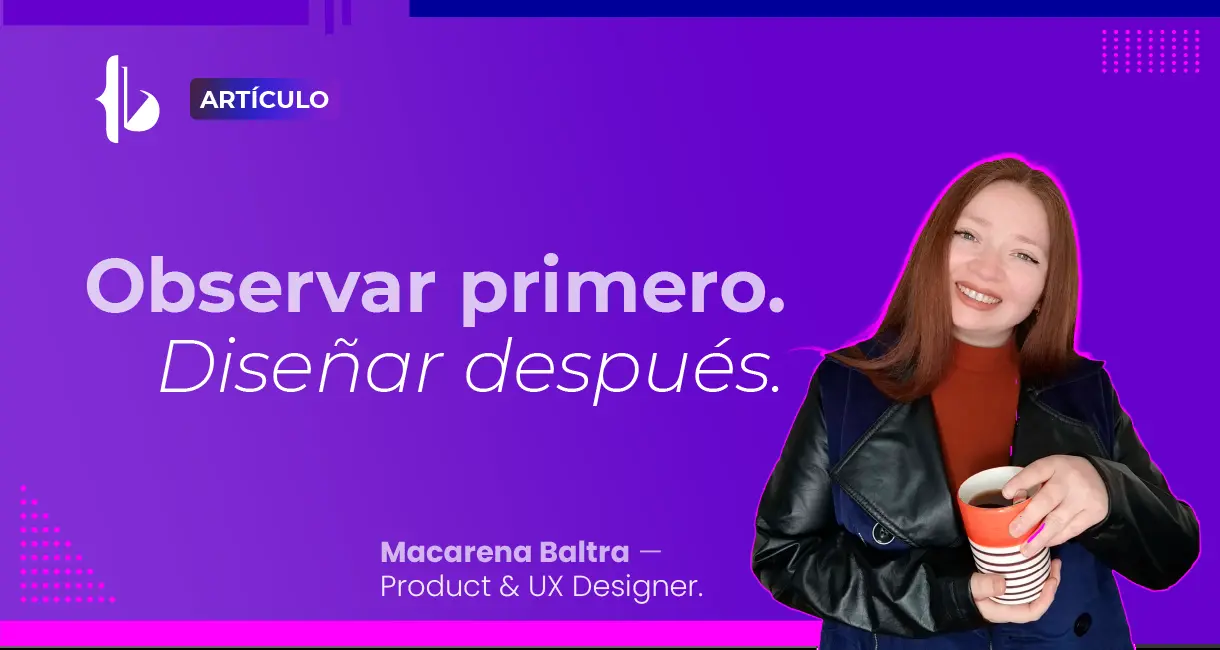 ARTÍCULO
Observar primero.
Diseñar después.
Macarena Baltra —
Product & UX Designer.